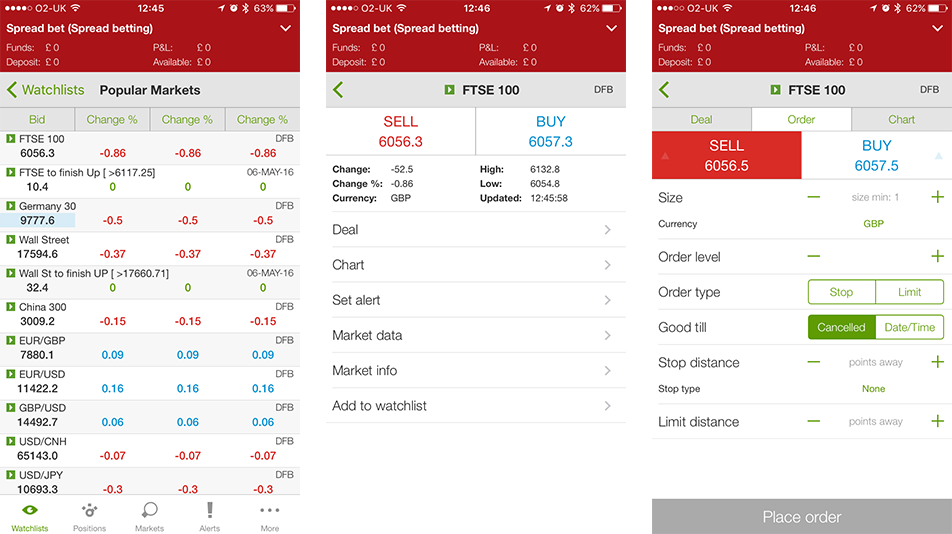 O2-UK 12:45 63%
Spread bet (Spread betting)
Funds: £ 0 P&L: £ 0
Deposit: £ 0 Available: £ 0
Watchlists Popular Markets
Bid Change % Change % Change %
FTSE 100 DFB
6056.3 -0.86 -0.86 -0.86
FTSE to finish Up [ >6117.25] 06-MAY-16
10.4 0 0 0
Germany 30 DFB
9777.6 -0.5 -0.5 -0.5
Wall Street DFB
17594.6 -0.37 -0.37 -0.37
Wall St to finish UP [ >17660.71] 06-MAY-16
32.4 0 0 0
China 300 DFB
3009.2 -0.15 -0.15 -0.15
EUR/GBP DFB
7880.1 0.09 0.09 0.09
EUR/USD DFB
11422.2 0.16 0.16 0.16
GBP/USD DFB
14492.7 0.06 0.06 0.06
USD/CNH DFB
65143.0 -0.07 -0.07 -0.07
USD/JPY DFB
10693.3 -0.3 -0.3 -0.3
Watchlists Positions Markets Alerts More
O2-UK 12:46 62%
Spread bet (Spread betting)
Funds: £ 0 P&L: £ 0
Deposit: £ 0 Available: £ 0
FTSE 100 DFB
SELL BUY
6056.3 6057.3
Change: -52.5 High: 6132.8
Change %: -0.86 Low: 6054.8
Currency: GBP Updated: 12:45:58
Deal
Chart
Set alert
Market data
Market info
Add to watchlist
O2-UK 12:46 62%
Spread bet (Spread betting)
Funds: £ 0 P&L: £ 0
Deposit: £ 0 Available: £ 0
FTSE 100 DFB
Deal Order Chart
SELL BUY
6056.5 6057.5
Size size min: 1
Currency GBP
Order level
Order type Stop Limit
Good till Cancelled Date/Time
Stop distance points away
Stop type None
Limit distance points away
Place order